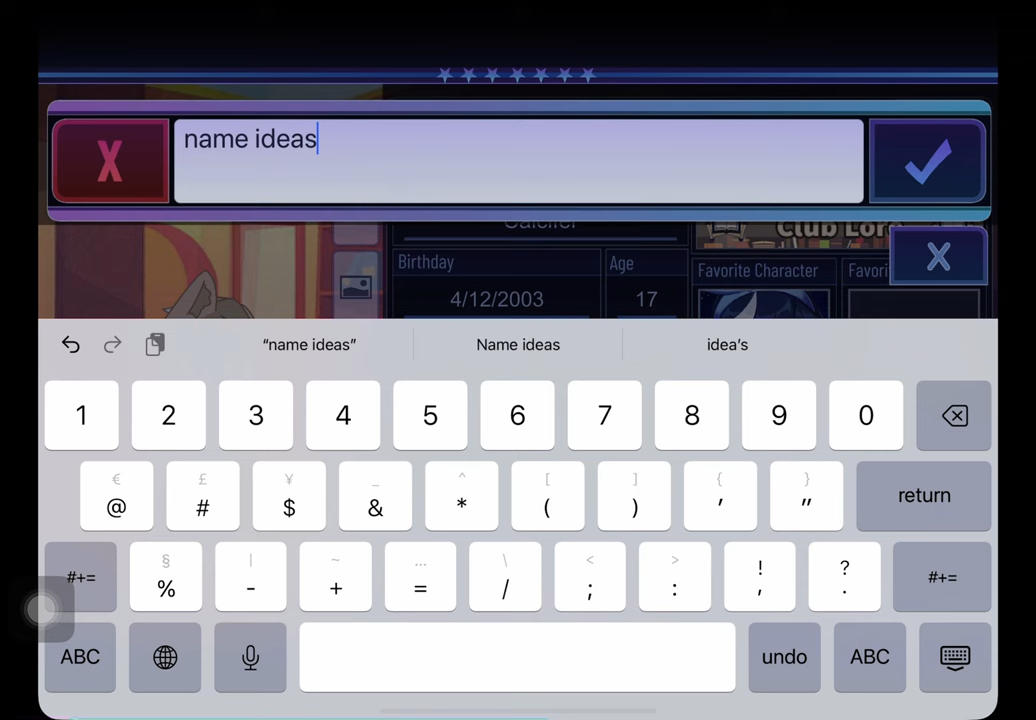 X
name ideas
Calcifer
Club Lor
Birthday
Age
Favorite Character
Favori
X
4/12/2003
17
“name ideas”
Name ideas
idea’s
1 2 3 4 5 6 7 8 9 0
€ £ ¥ _ ^ [ ] { }
@ # $ & * ( ) ' "
return
§ | ~ … \ < > ! ?
#+= % - + = / ; : , . #+=
ABC
undo
ABC